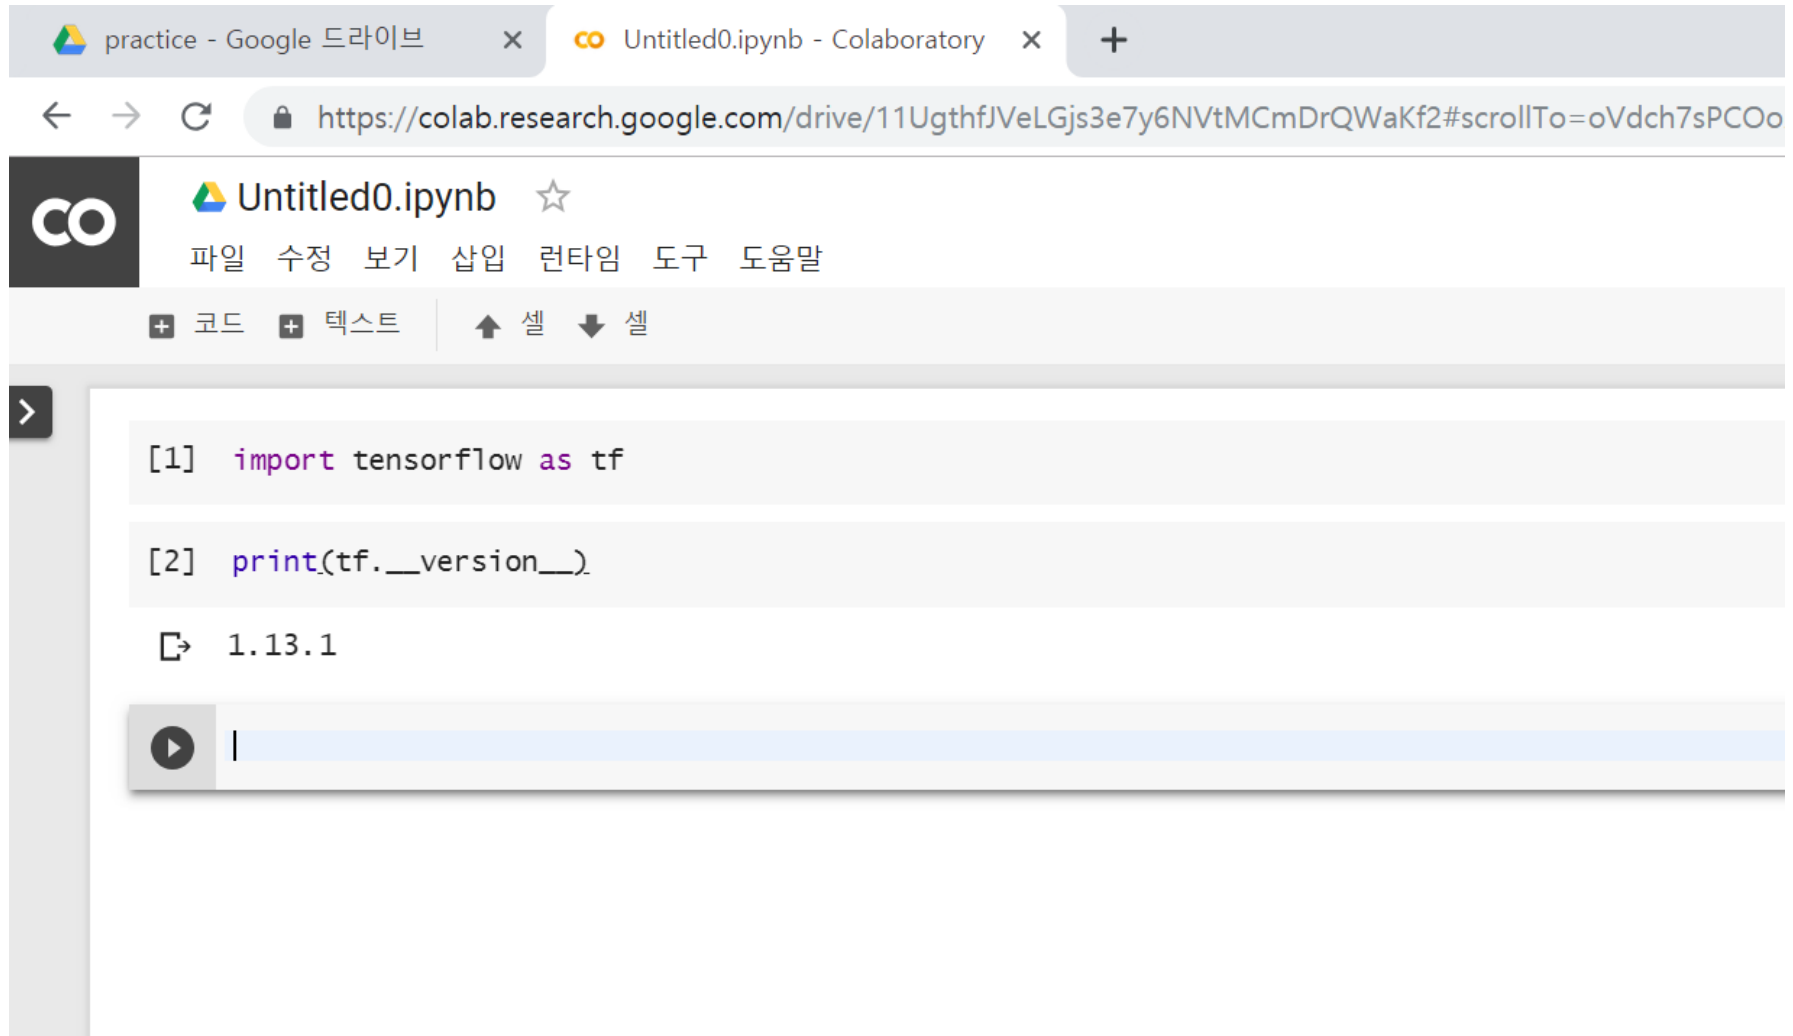 practice - Google 드라이브
Untitled0.ipynb - Colaboratory
https://colab.research.google.com/drive/11UgthfJVeLGjs3e7y6NVtMCmDrQWaKf2#scrollTo=oVdch7sPCOo
CO
Untitled0.ipynb
파일 수정 보기 삽입 런타임 도구 도움말
코드 텍스트 셀 셀
[1] import tensorflow as tf
[2] print(tf.__version__)
1.13.1